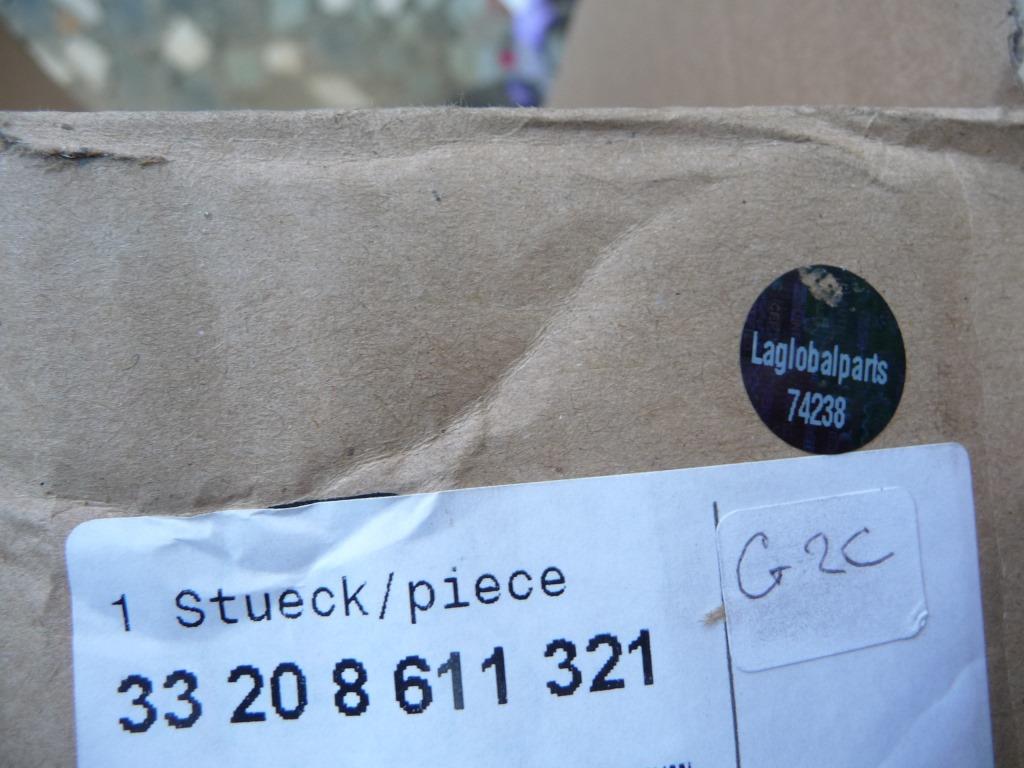 Laglobalparts
74238
G2C
1 Stueck/piece
33 20 8 611 321